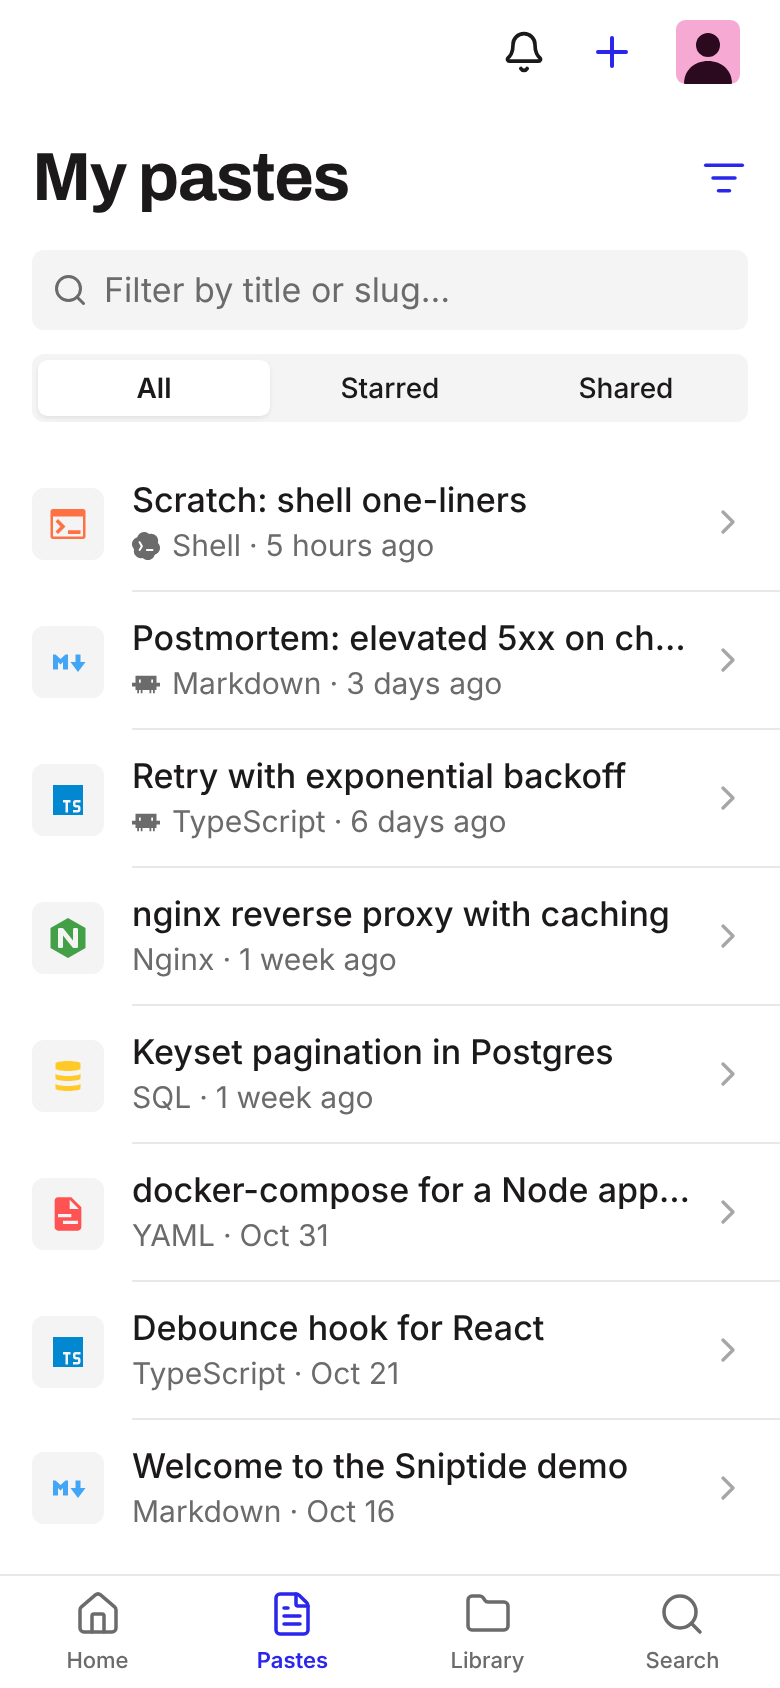 My pastes
Filter by title or slug...
All
Starred
Shared
Scratch: shell one-liners
Shell · 5 hours ago
Postmortem: elevated 5xx on ch...
Markdown · 3 days ago
Retry with exponential backoff
TS
TypeScript · 6 days ago
nginx reverse proxy with caching
N
Nginx · 1 week ago
Keyset pagination in Postgres
SQL · 1 week ago
docker-compose for a Node app...
YAML · Oct 31
Debounce hook for React
TS
TypeScript · Oct 21
Welcome to the Sniptide demo
Markdown · Oct 16
Home
Pastes
Library
Search